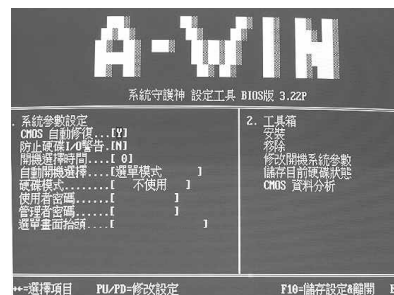 A-WIN
系統守護神 設定工具 BIOS版 3.22P
1. 系統參數設定
CMOS 自動修復...[Y]
防止硬碟I/O警告.[N]
開機選擇時間....[ 0]
自動開機選擇....[選單模式 ]
硬碟模式........[ 不使用 ]
使用者密碼......[ ]
管理者密碼......[ ]
選單畫面抬頭....[ ]
2. 工具箱
安裝
移除
修改開機系統參數
儲存目前硬碟狀態
CMOS 資料分析
=選擇項目 PU/PD=修改設定 F10=儲存設定&離開